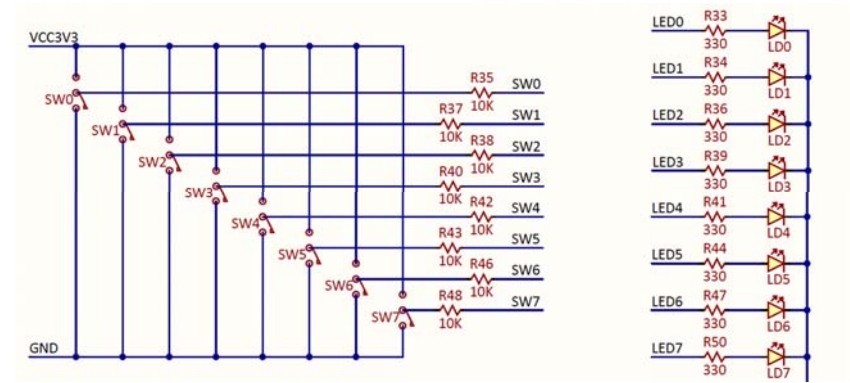 VCC3V3
SW0
R35
10K
SW0
SW1
R37
10K
SW1
SW2
R38
10K
SW2
SW3
R40
10K
SW3
SW4
R42
10K
SW4
SW5
R43
10K
SW5
SW6
R46
10K
SW6
SW7
R48
10K
SW7
GND
LED0
R33
330
LD0
LED1
R34
330
LD1
LED2
R36
330
LD2
LED3
R39
330
LD3
LED4
R41
330
LD4
LED5
R44
330
LD5
LED6
R47
330
LD6
LED7
R50
330
LD7